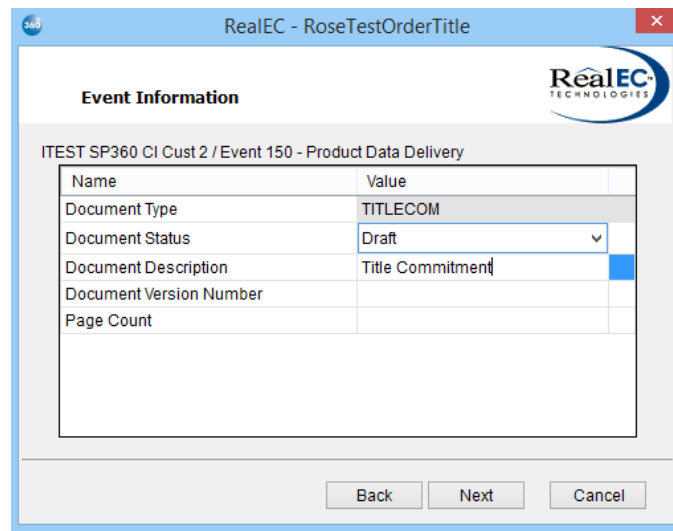 360 RealEC - RoseTestOrderTitle
Event Information
RealEC
TECHNOLOGIES
ITEST SP360 CI Cust 2 / Event 150 - Product Data Delivery
Name Value
Document Type TITLECOM
Document Status Draft
Document Description Title Commitment
Document Version Number
Page Count
Back Next Cancel